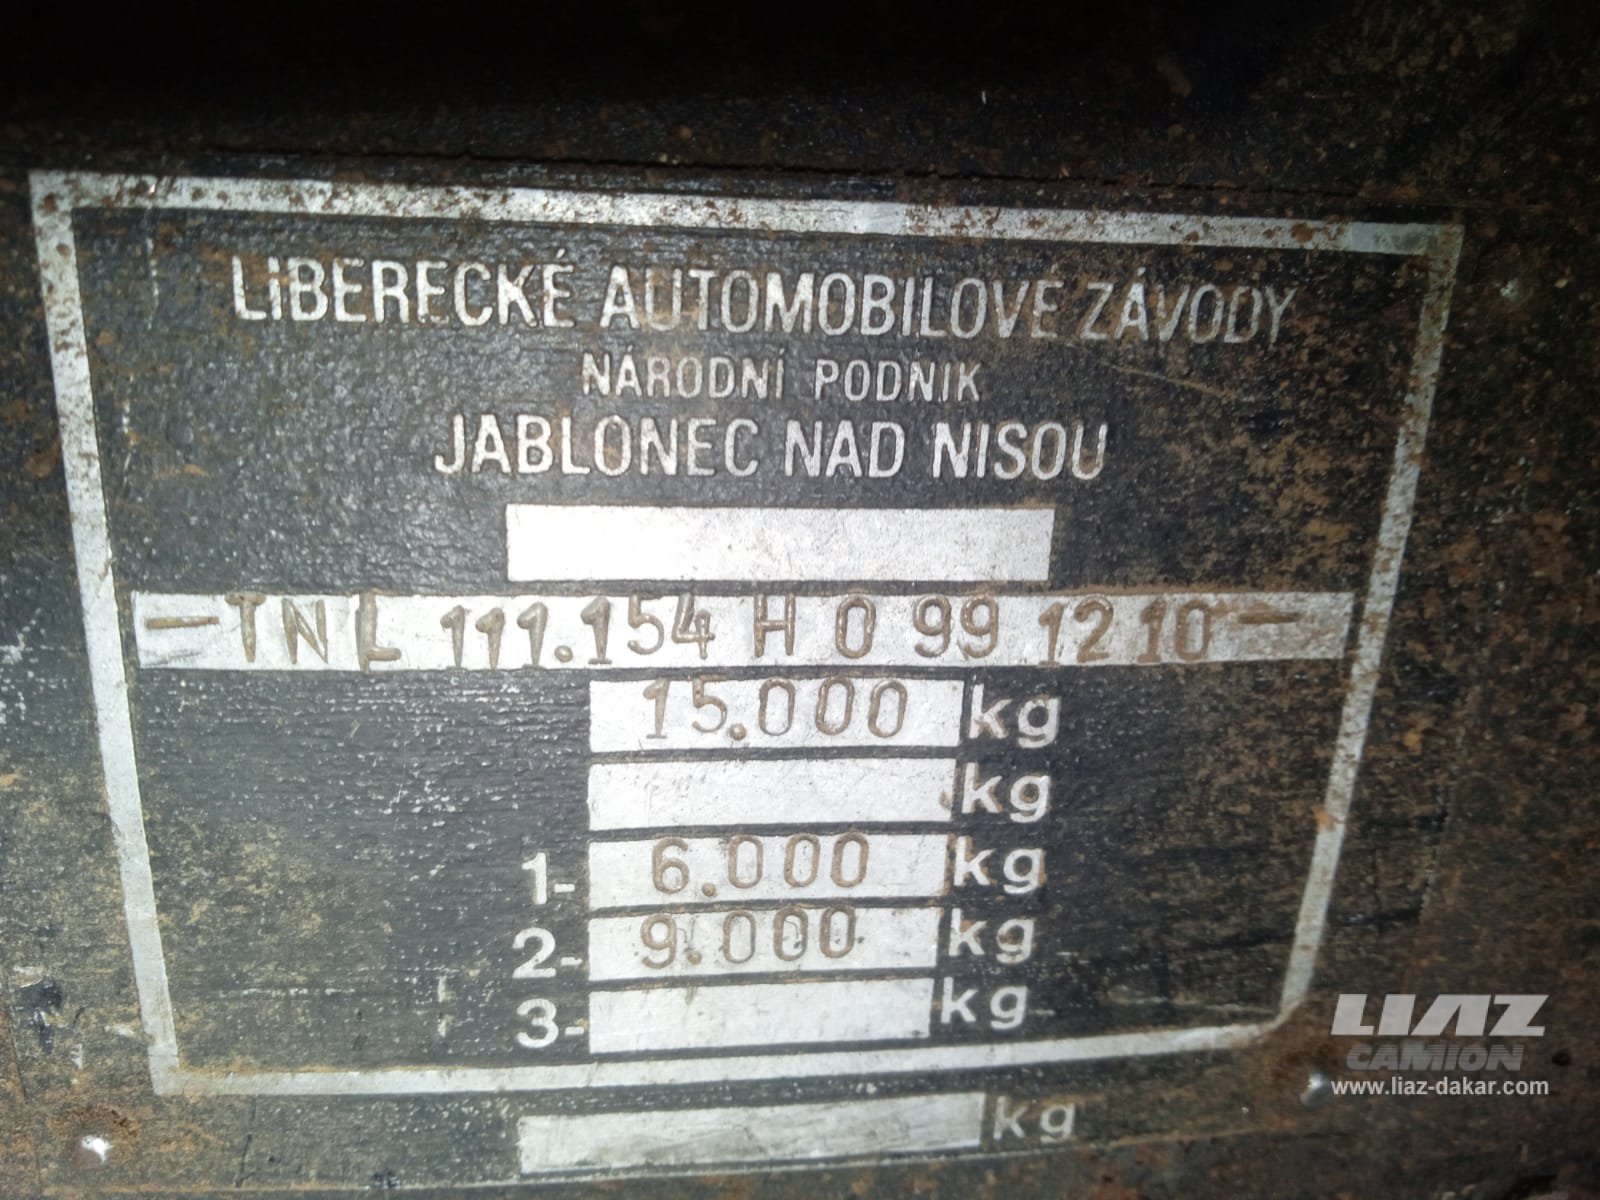 LIBERECKÉ AUTOMOBILOVÉ ZÁVODY
NÁRODNÍ PODNIK
JABLONEC NAD NISOU
-TNL 111.154 H 0 99 12 10-
15.000 kg
kg
1- 6.000 kg
2- 9.000 kg
3- kg
kg
LIAZ
CAMION
www.liaz-dakar.com